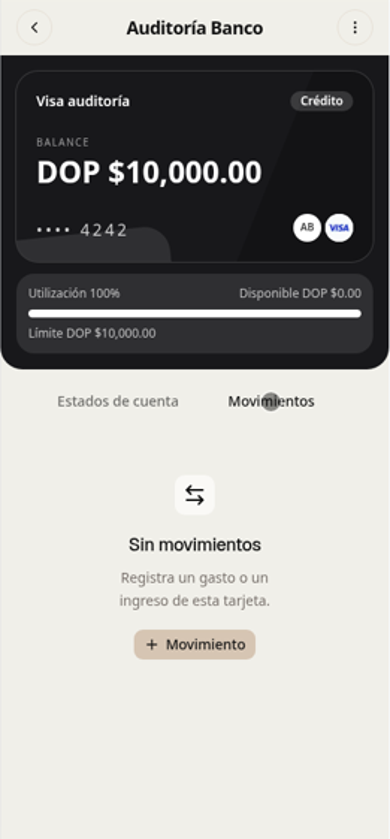 Auditoría Banco
Visa auditoría
Crédito
BALANCE
DOP $10,000.00
•••• 4242
AB
VISA
Utilización 100%
Disponible DOP $0.00
Límite DOP $10,000.00
Estados de cuenta
Movimientos
Sin movimientos
Registra un gasto o un
ingreso de esta tarjeta.
+ Movimiento